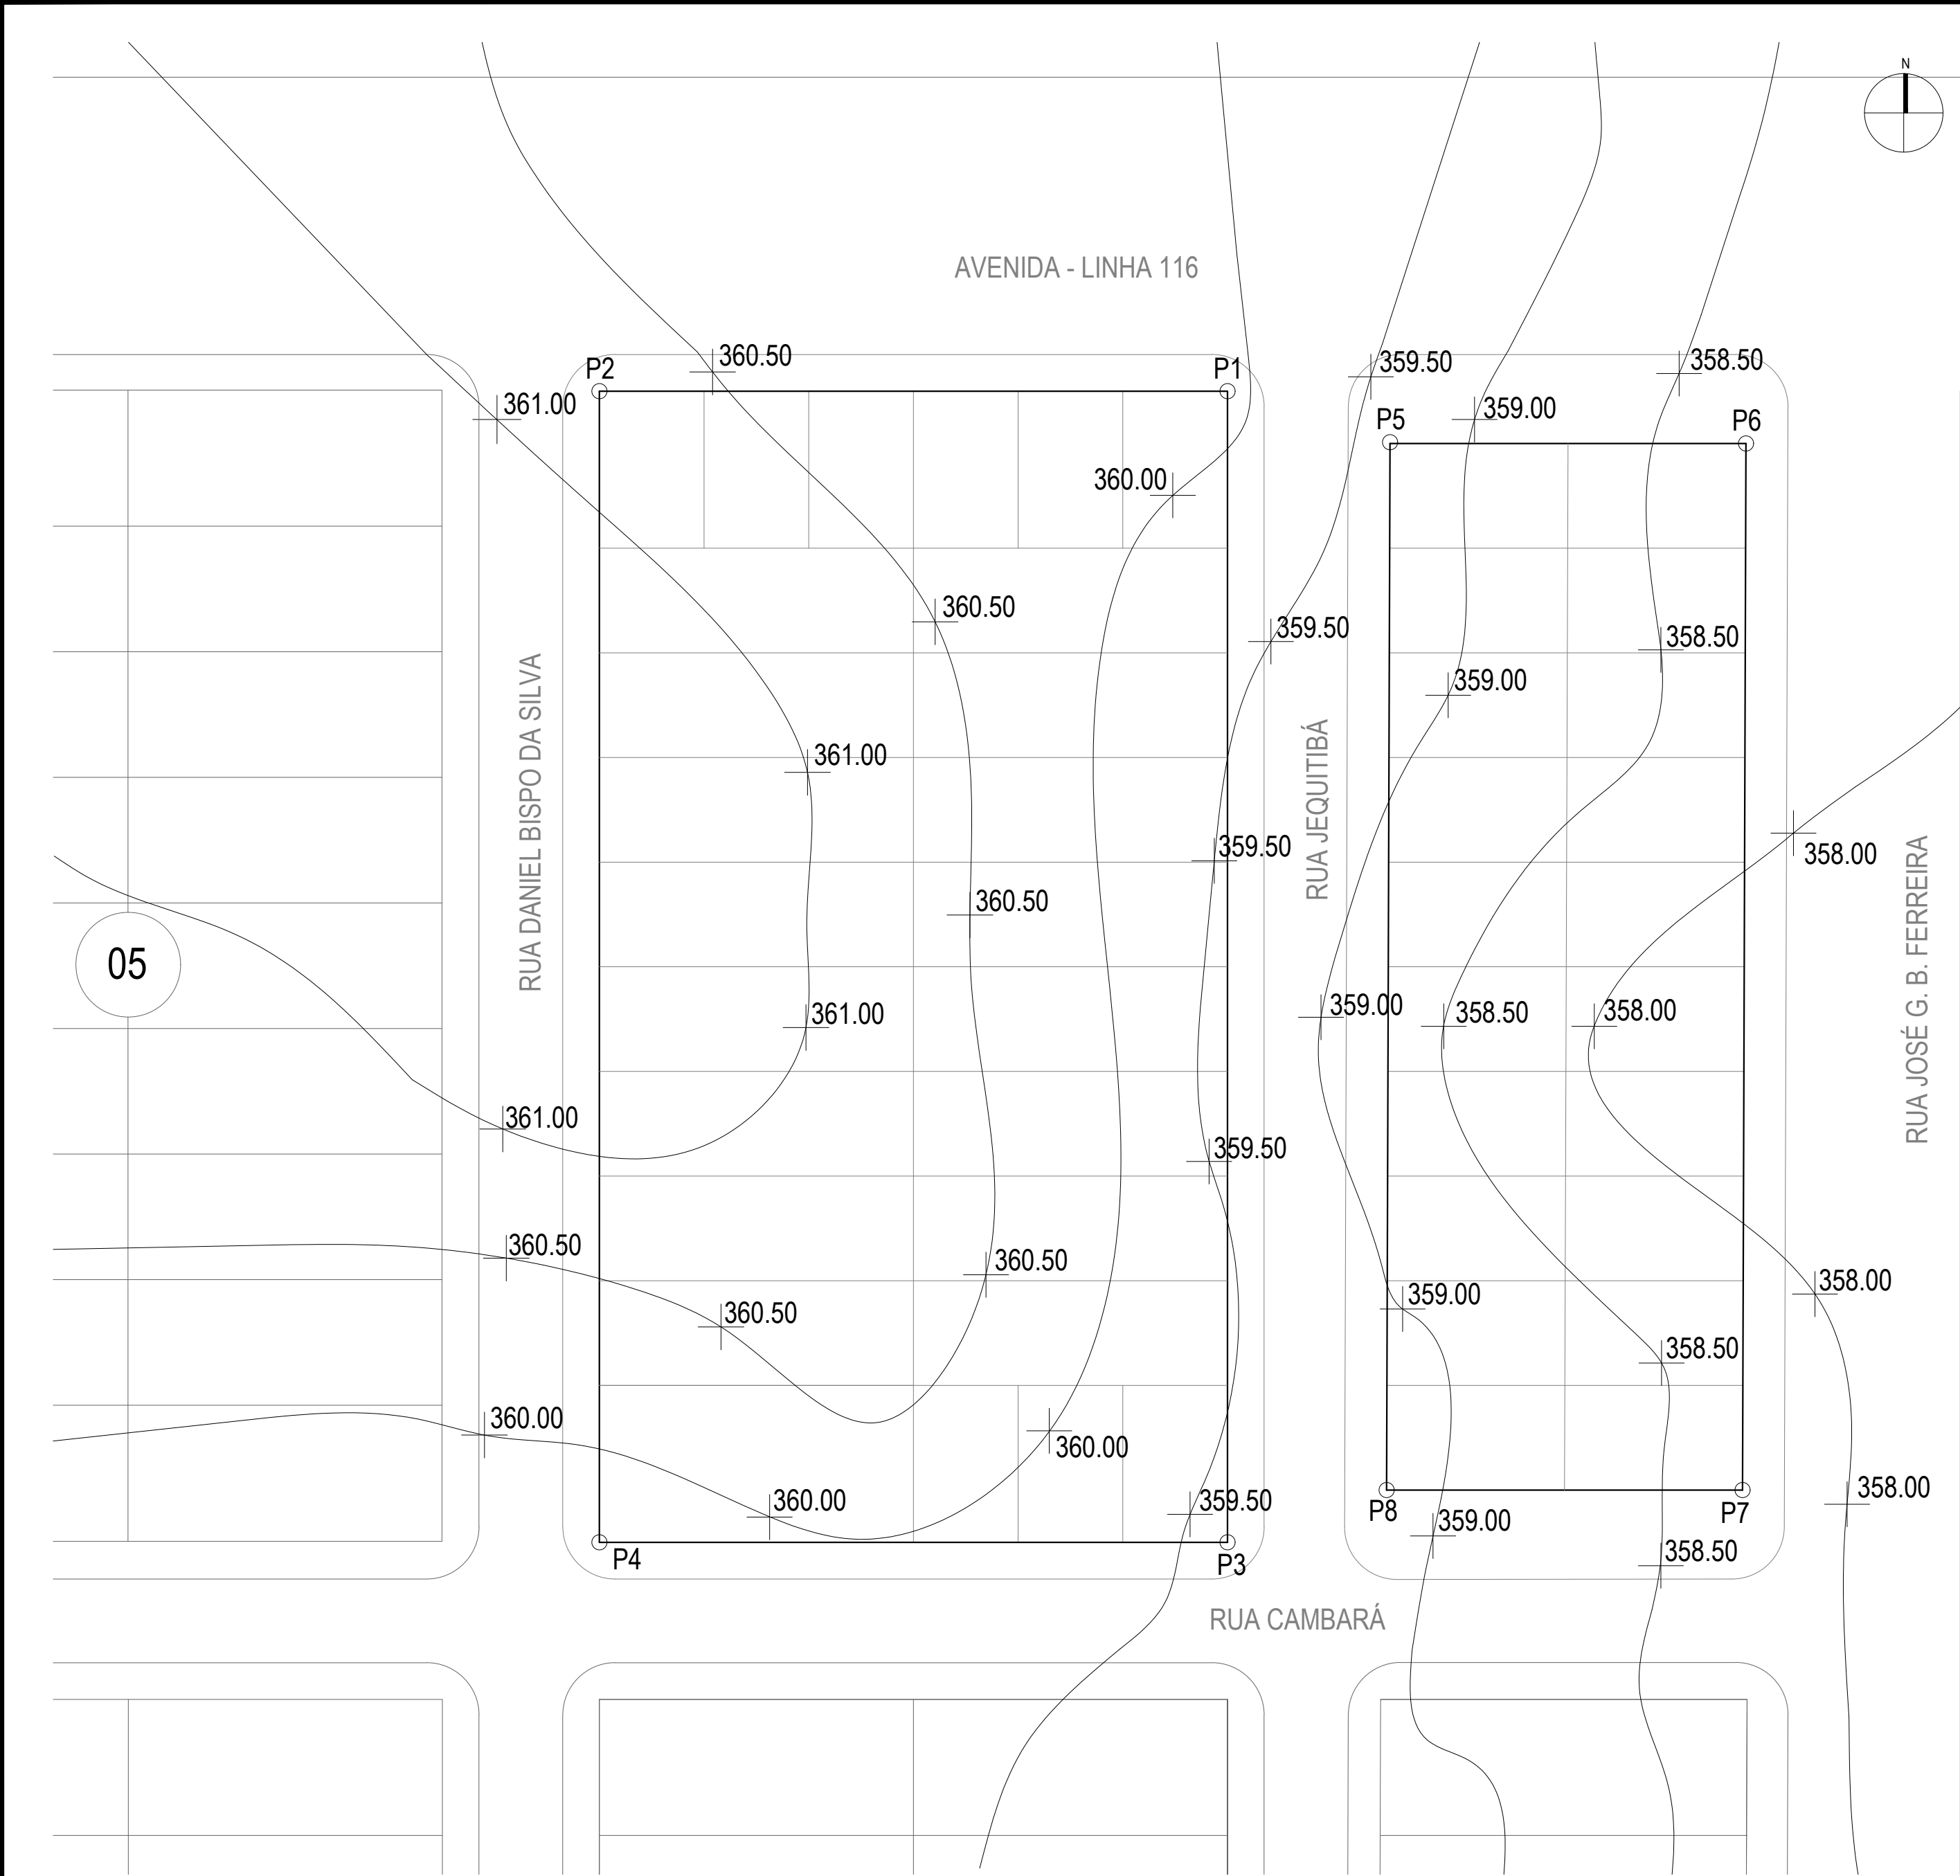 N
AVENIDA - LINHA 116
P2
360.50
P1
359.50
358.50
361.00
359.00
P5
P6
360.00
360.50
359.50
358.50
359.00
RUA DANIEL BISPO DA SILVA
RUA JEQUITIBÁ
361.00
359.50
358.00
RUA JOSÉ G. B. FERREIRA
360.50
05
361.00
359.00
358.50
358.00
361.00
359.50
360.50
360.50
358.00
360.50
359.00
358.50
360.00
360.00
358.00
360.00
359.50
P8
P7
359.00
P4
P3
358.50
RUA CAMBARÁ